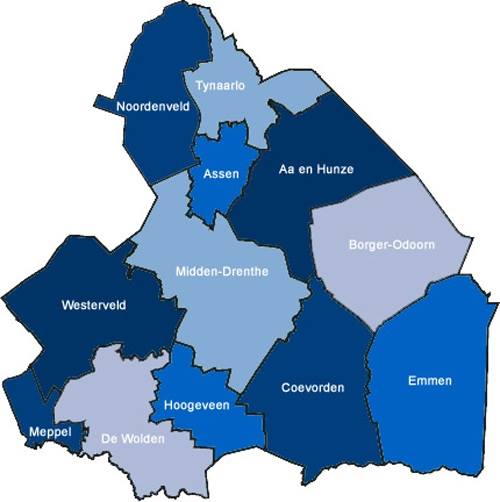 Tynaarlo
Noordenveld
Assen
Aa en Hunze
Borger-Odoorn
Midden-Drenthe
Westerveld
Emmen
Coevorden
Hoogeveen
Meppel
De Wolden